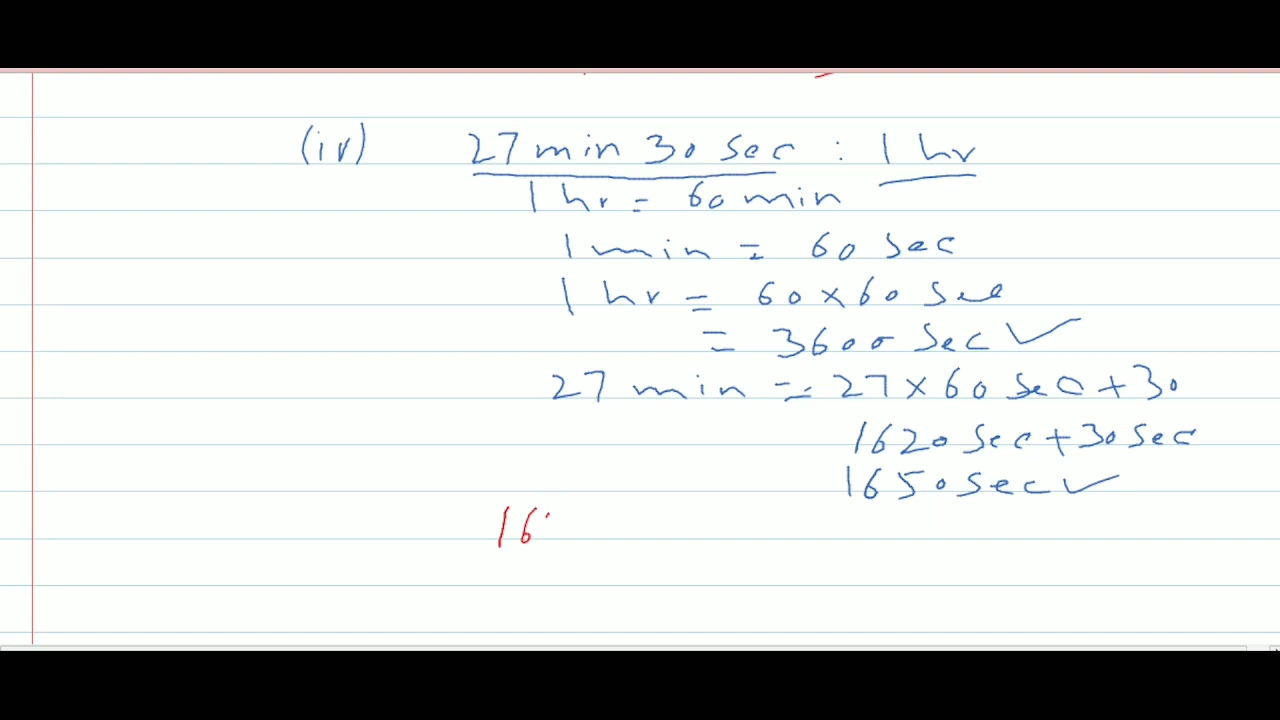 (iv) 27 min 30 sec : 1 hr
1 hr = 60 min
1 min = 60 sec
1 hr = 60 × 60 sec
= 3600 sec ✓
27 min = 27 × 60 sec + 30
1620 sec + 30 sec
1650 sec ✓
16